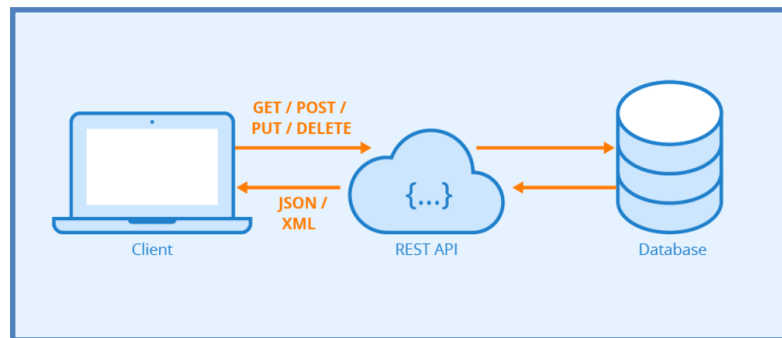 GET / POST /
PUT / DELETE
{...}
JSON /
XML
Client
REST API
Database